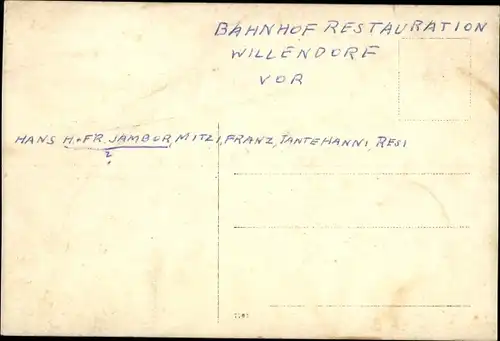 BAHNHOF RESTAURATION
WILLENDORF
VOR
HANS H.+FR. JAMBOR, MITZI, FRANZ, TANTE HANNI, RESI
?